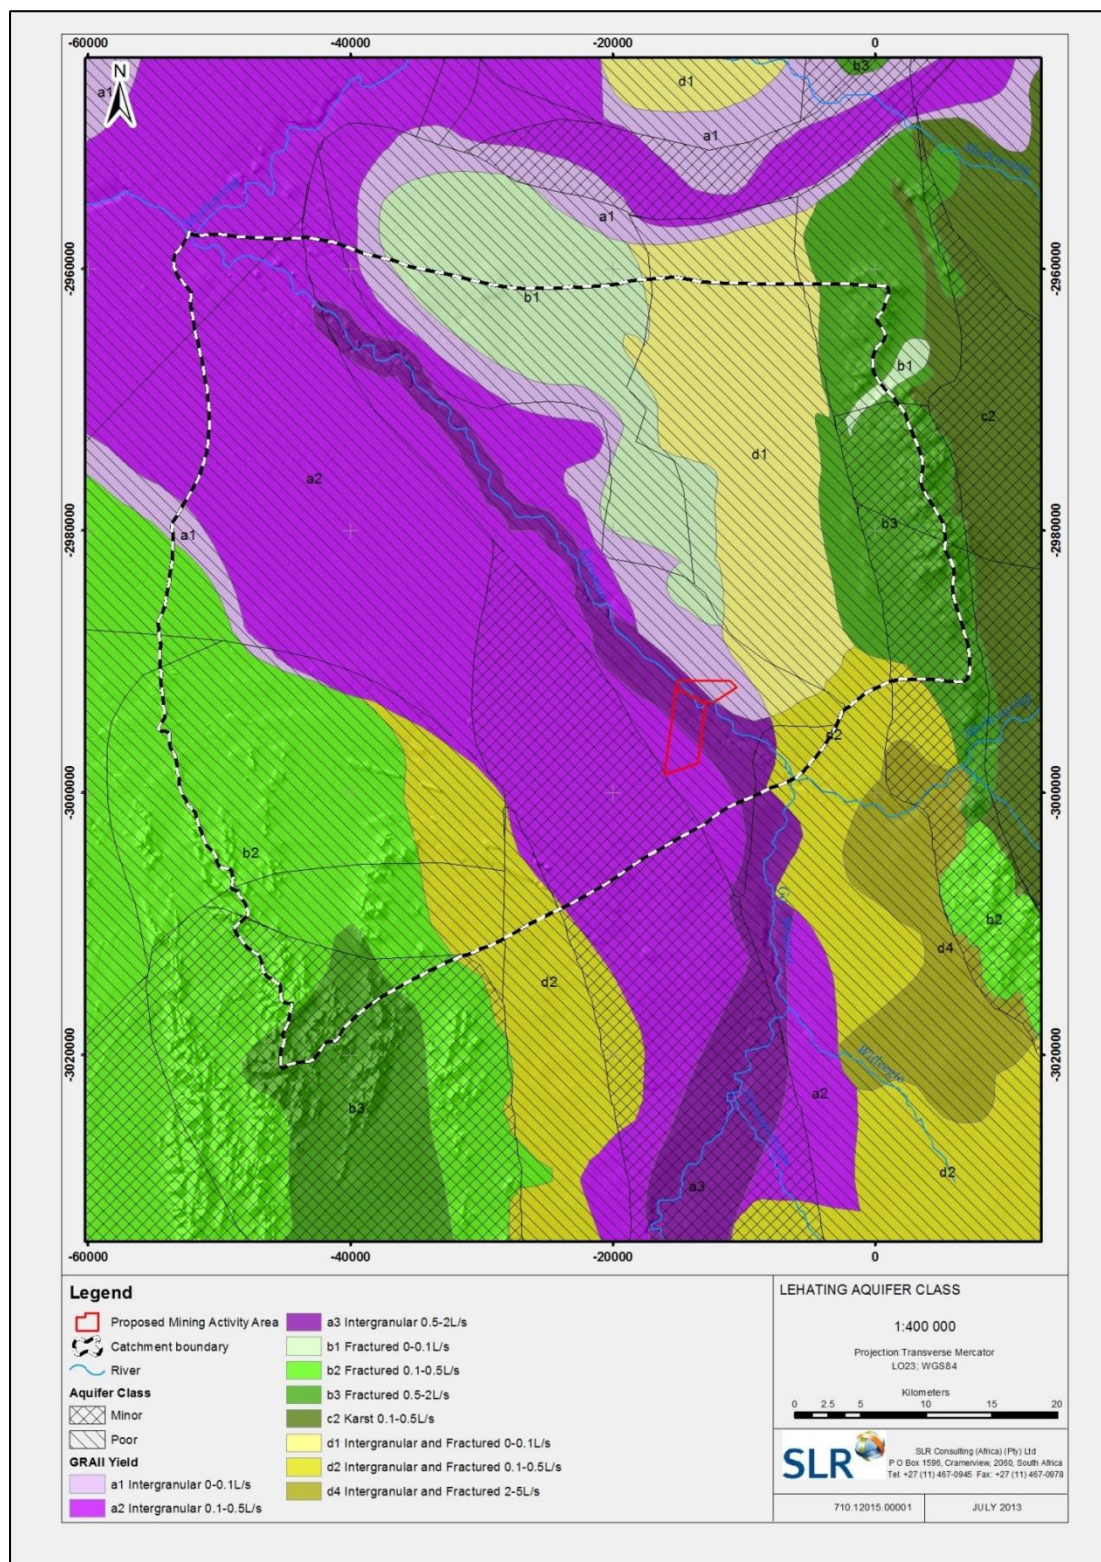 -60000 -40000 -20000 0
N
a1
b3
d1
a1
a1
-2960000 -2960000
b1
b1
c2
d1
a2
b3
a1
-2980000 -2980000
d2
-3000000 -3000000
b2
b2
d4
d2
-3020000 -3020000
a2
b3
d2
a3
-60000 -40000 -20000 0
Legend
Proposed Mining Activity Area
Catchment boundary
River
Aquifer Class
Minor
Poor
GRAII Yield
a1 Intergranular 0-0.1L/s
a2 Intergranular 0.1-0.5L/s
a3 Intergranular 0.5-2L/s
b1 Fractured 0-0.1L/s
b2 Fractured 0.1-0.5L/s
b3 Fractured 0.5-2L/s
c2 Karst 0.1-0.5L/s
d1 Intergranular and Fractured 0-0.1L/s
d2 Intergranular and Fractured 0.1-0.5L/s
d4 Intergranular and Fractured 2-5L/s
LEHATING AQUIFER CLASS
1:400 000
Projection:Transverse Mercator
LO23; WGS84
Kilometers
0 2.5 5 10 15 20
SLR
SLR Consulting (Africa) (Pty) Ltd
P O Box 1596, Cramerview, 2060, South Africa
Tel: +27 (11) 467-0945 Fax: +27 (11) 467-0978
710.12015.00001 JULY 2013